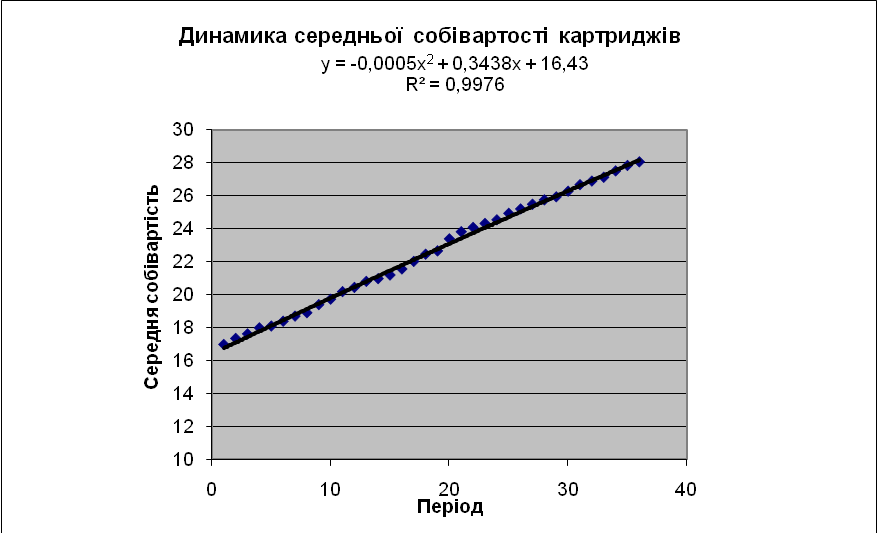 Динамика середньої собівартості картриджів
y = -0,0005x² + 0,3438x + 16,43
R² = 0,9976
Середня собівартість
30
28
26
24
22
20
18
16
14
12
10
0 10 20 30 40
Період